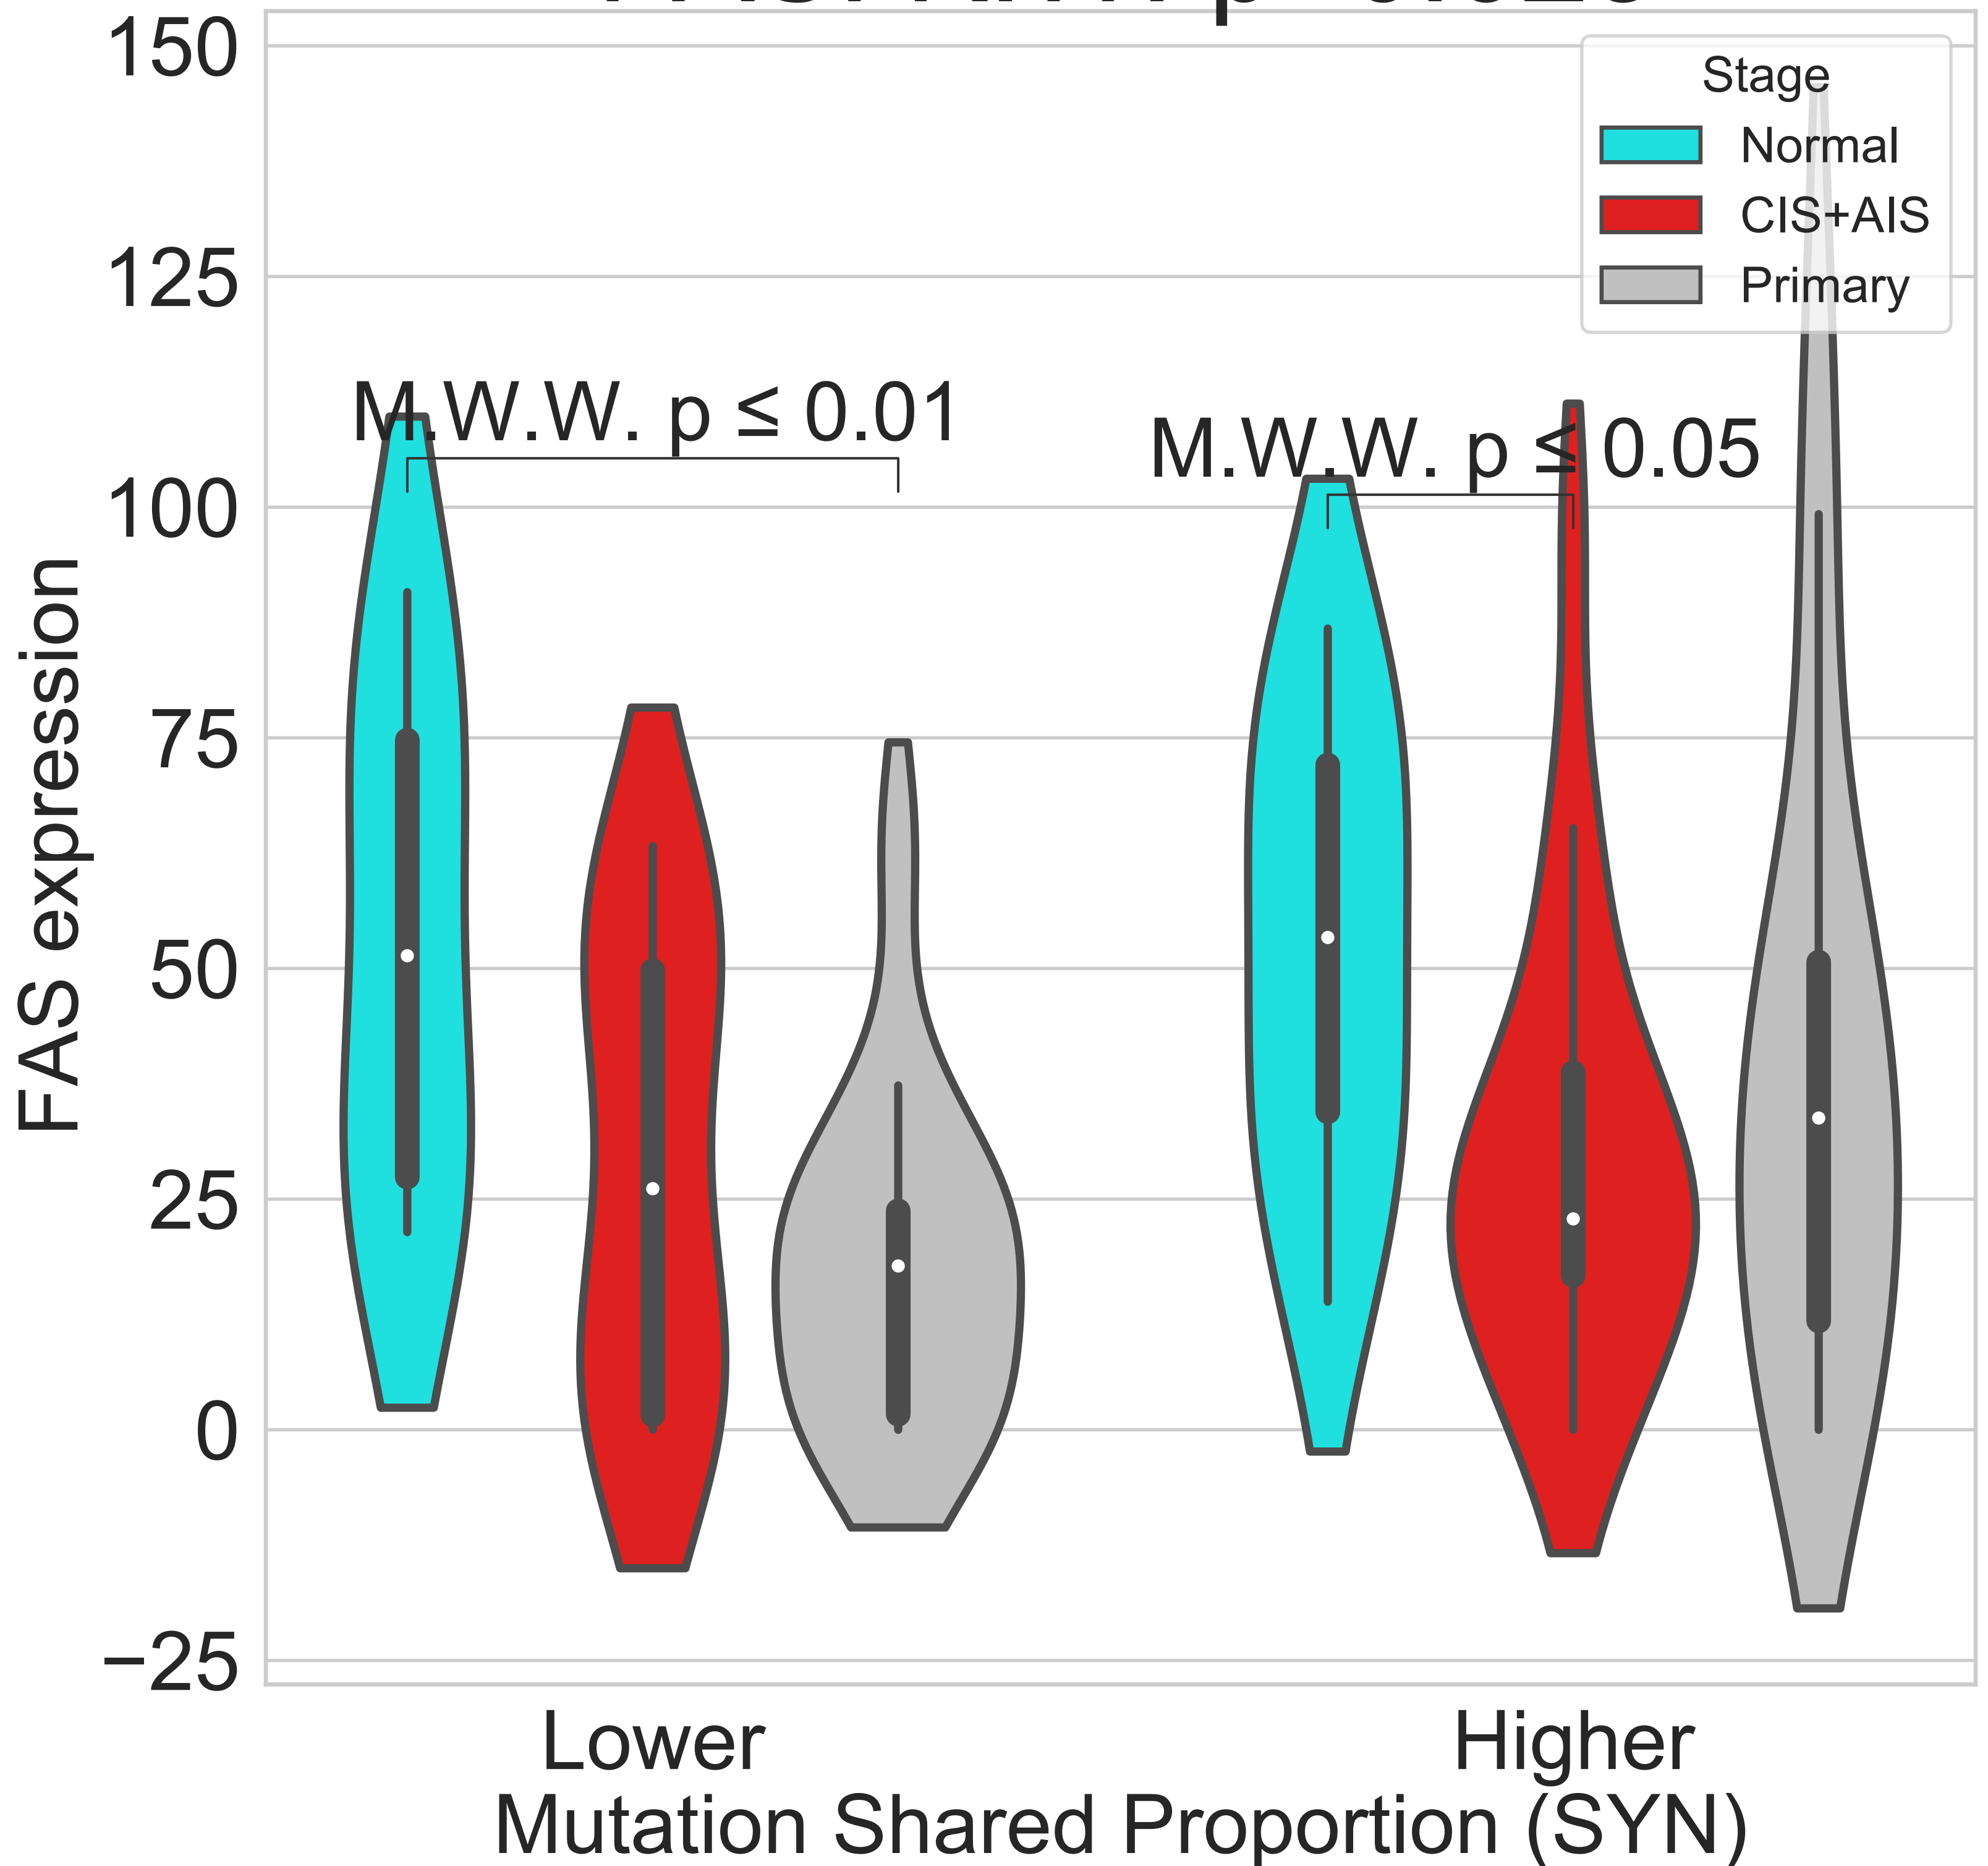 150
125
100
75
50
25
0
−25
FAS expression
Stage
Normal
CIS+AIS
Primary
M.W.W. p ≤ 0.01
M.W.W. p ≤ 0.05
Lower
Higher
Mutation Shared Proportion (SYN)